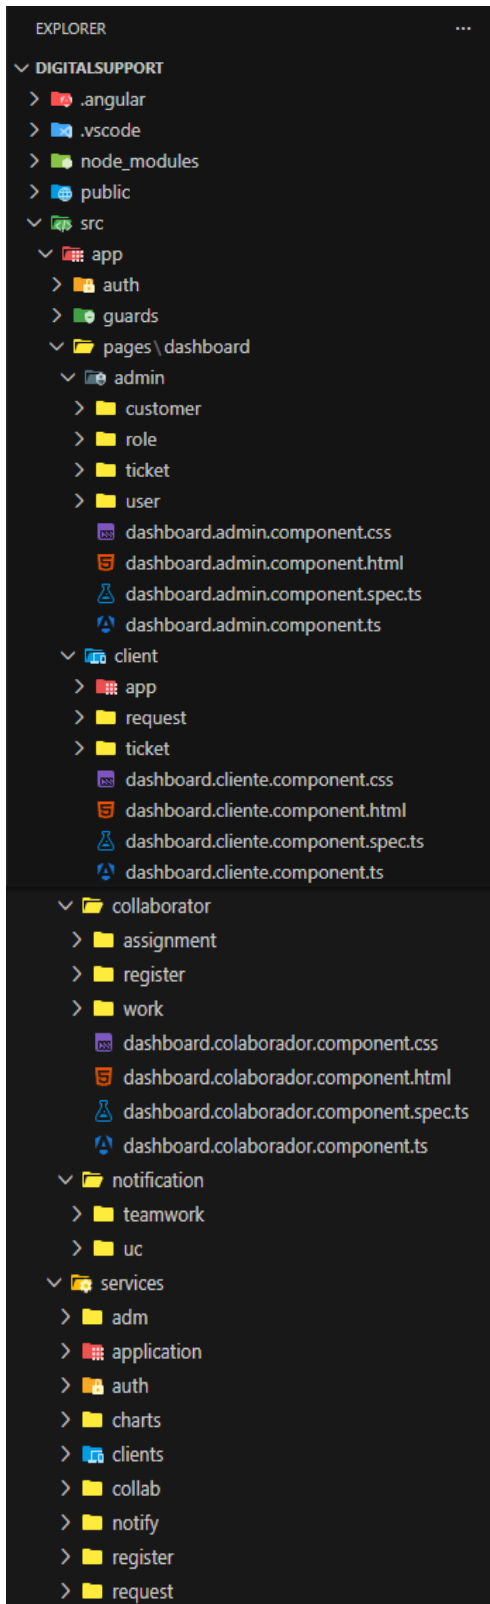 EXPLORER ...
DIGITALSUPPORT
.angular
.vscode
node_modules
public
src
app
auth
guards
pages\dashboard
admin
customer
role
ticket
user
dashboard.admin.component.css
dashboard.admin.component.html
dashboard.admin.component.spec.ts
dashboard.admin.component.ts
client
app
request
ticket
dashboard.cliente.component.css
dashboard.cliente.component.html
dashboard.cliente.component.spec.ts
dashboard.cliente.component.ts
collaborator
assignment
register
work
dashboard.colaborador.component.css
dashboard.colaborador.component.html
dashboard.colaborador.component.spec.ts
dashboard.colaborador.component.ts
notification
teamwork
uc
services
adm
application
auth
charts
clients
collab
notify
register
request